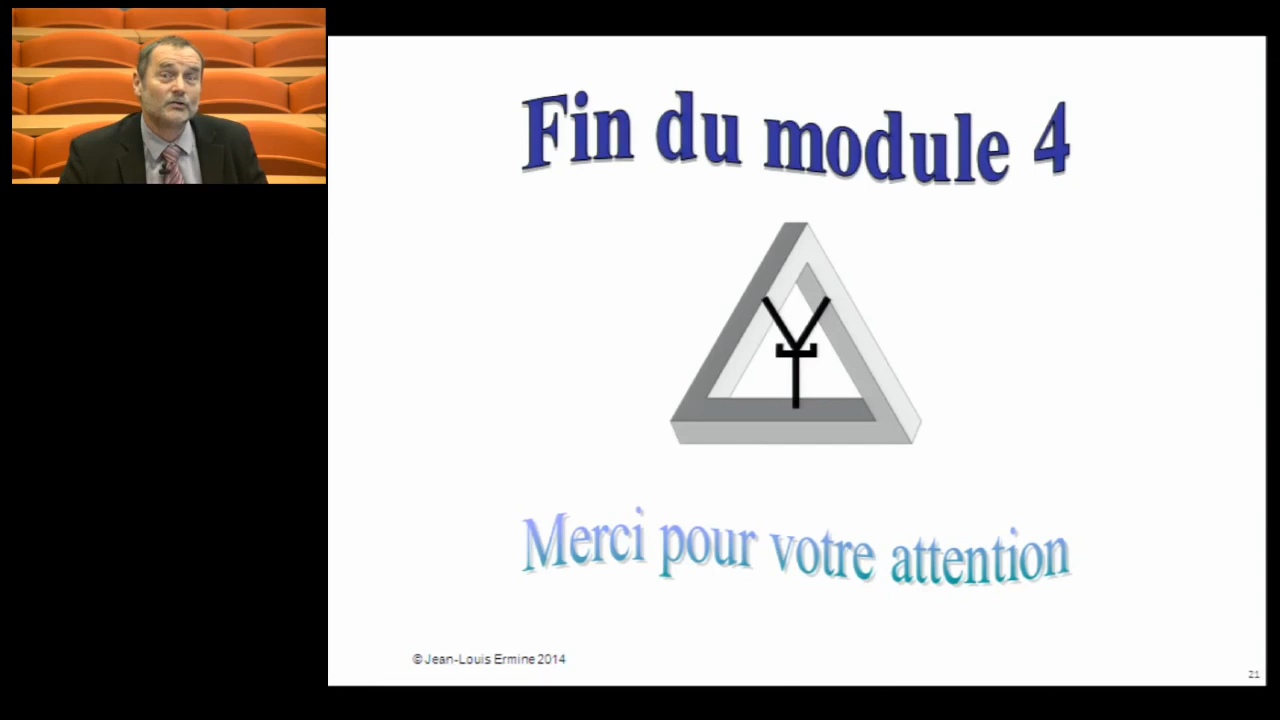 Fin du module 4
Merci pour votre attention
© Jean-Louis Ermine 2014
21